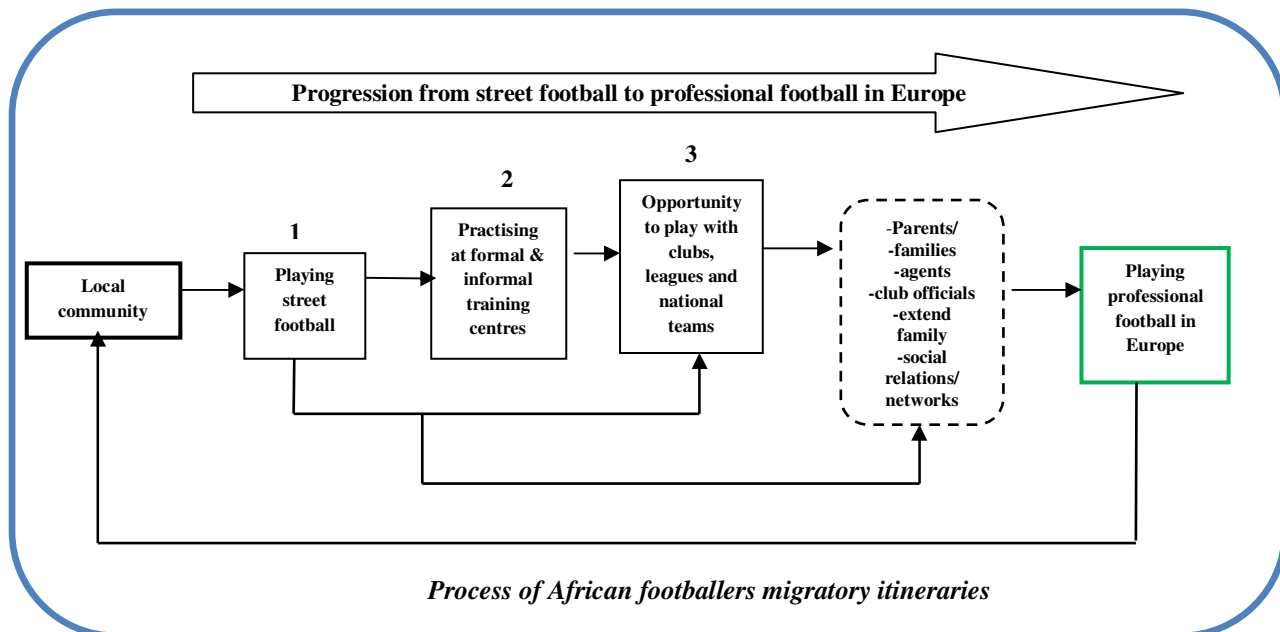 Progression from street football to professional football in Europe
1
2
3
Local
community
Playing
street
football
Practising
at formal &
informal
training
centres
Opportunity
to play with
clubs,
leagues and
national
teams
-Parents/
-families
-agents
-club officials
-extend
family
-social
relations/
networks
Playing
professional
football in
Europe
Process of African footballers migratory itineraries